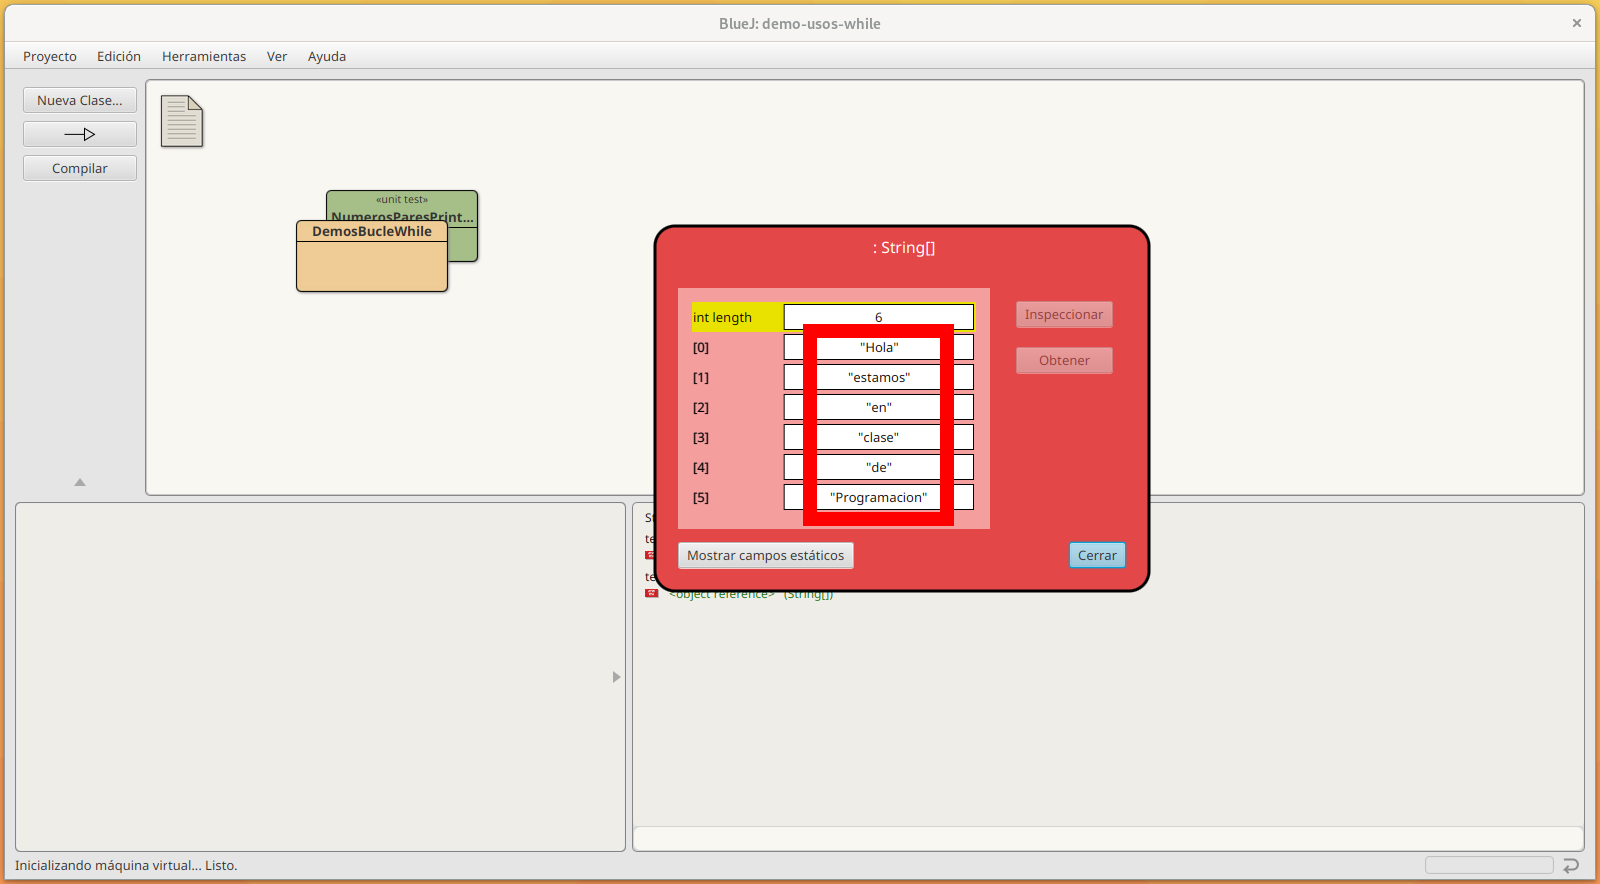 BlueJ: demo-usos-while
Proyecto Edición Herramientas Ver Ayuda
Nueva Clase...
Compilar
«unit test»
NumerosParesPrint...
DemosBucleWhile
: String[]
int length 6
[0] "Hola"
[1] "estamos"
[2] "en"
[3] "clase"
[4] "de"
[5] "Programacion"
Inspeccionar
Obtener
Mostrar campos estáticos
Cerrar
St
te
te
<object reference> (String[])
Inicializando máquina virtual... Listo.